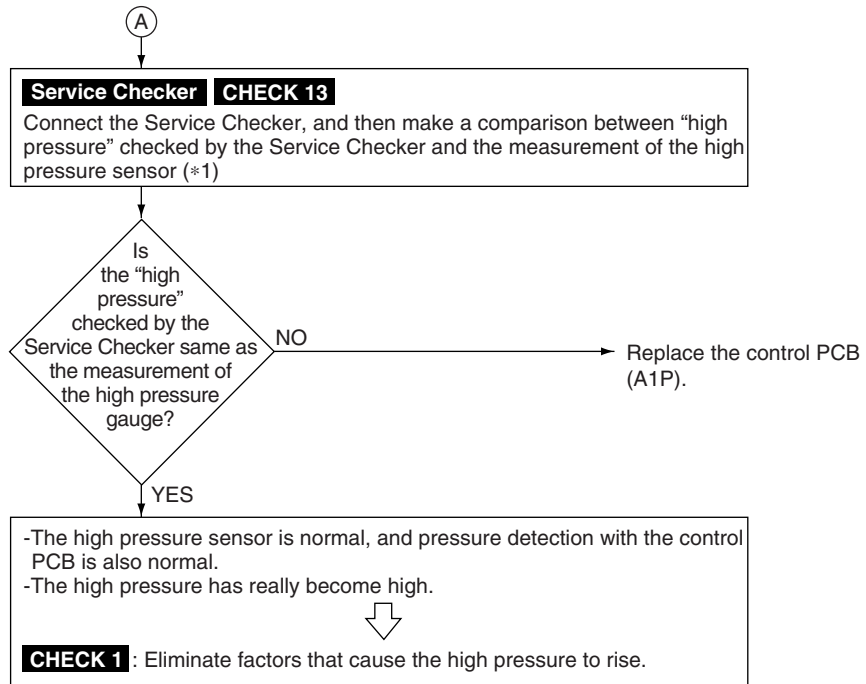 A
Service Checker CHECK 13
Connect the Service Checker, and then make a comparison between “high
pressure” checked by the Service Checker and the measurement of the high
pressure sensor (*1)
Is
the “high
pressure”
checked by the
Service Checker same as
the measurement of
the high pressure
gauge?
NO
Replace the control PCB
(A1P).
YES
-The high pressure sensor is normal, and pressure detection with the control
PCB is also normal.
-The high pressure has really become high.
CHECK 1 : Eliminate factors that cause the high pressure to rise.